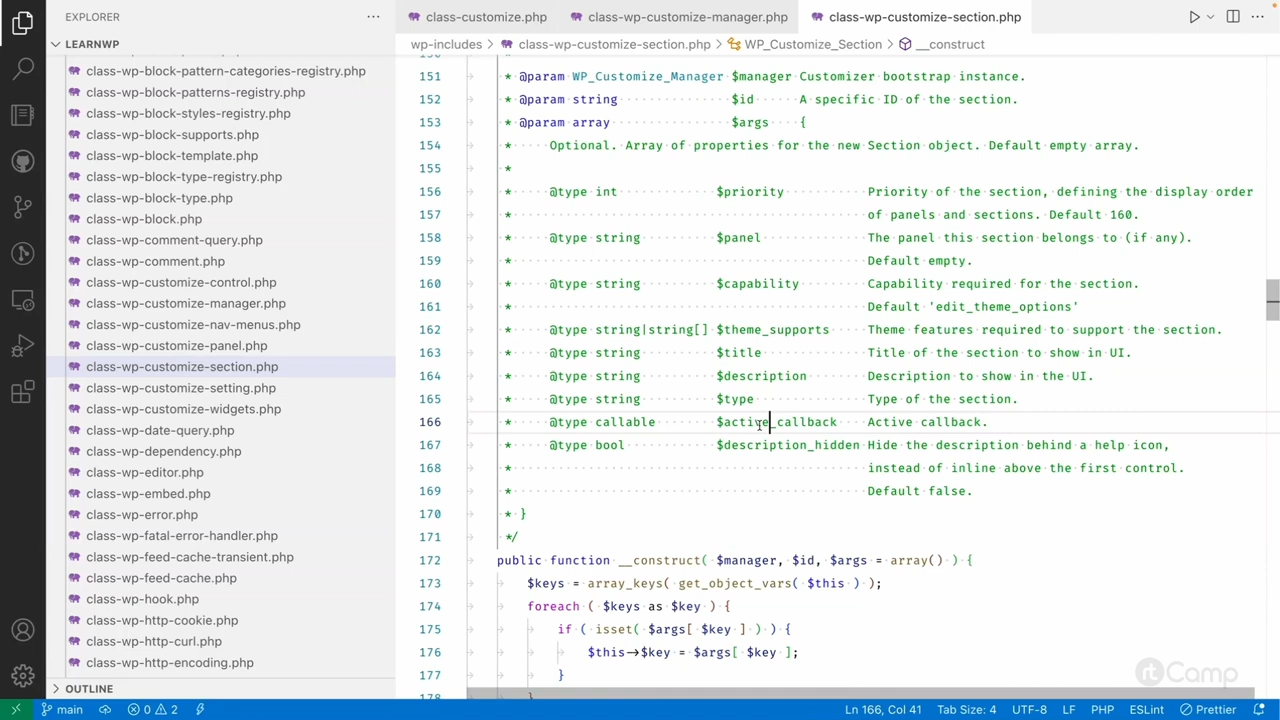 EXPLORER
LEARNWP
class-wp-block-pattern-categories-registry.php
class-wp-block-patterns-registry.php
class-wp-block-styles-registry.php
class-wp-block-supports.php
class-wp-block-template.php
class-wp-block-type-registry.php
class-wp-block-type.php
class-wp-block.php
class-wp-comment-query.php
class-wp-comment.php
class-wp-customize-control.php
class-wp-customize-manager.php
class-wp-customize-nav-menus.php
class-wp-customize-panel.php
class-wp-customize-section.php
class-wp-customize-setting.php
class-wp-customize-widgets.php
class-wp-date-query.php
class-wp-dependency.php
class-wp-editor.php
class-wp-embed.php
class-wp-error.php
class-wp-fatal-error-handler.php
class-wp-feed-cache-transient.php
class-wp-feed-cache.php
class-wp-hook.php
class-wp-http-cookie.php
class-wp-http-curl.php
class-wp-http-encoding.php
OUTLINE
class-customize.php class-wp-customize-manager.php class-wp-customize-section.php
wp-includes > class-wp-customize-section.php > WP_Customize_Section > __construct
150 *
151 * @param WP_Customize_Manager $manager Customizer bootstrap instance.
152 * @param string $id A specific ID of the section.
153 * @param array $args {
154 Optional. Array of properties for the new Section object. Default empty array.
155 *
156 * @type int $priority Priority of the section, defining the display order
157 * of panels and sections. Default 160.
158 * @type string $panel The panel this section belongs to (if any).
159 * Default empty.
160 * @type string $capability Capability required for the section.
161 * Default 'edit_theme_options'
162 * @type string|string[] $theme_supports Theme features required to support the section.
163 * @type string $title Title of the section to show in UI.
164 * @type string $description Description to show in the UI.
165 * @type string $type Type of the section.
166 * @type callable $active_callback Active callback.
167 * @type bool $description_hidden Hide the description behind a help icon,
168 * instead of inline above the first control.
169 * Default false.
170 * }
171 */
172 public function __construct( $manager, $id, $args = array() ) {
173 $keys = array_keys( get_object_vars( $this ) );
174 foreach ( $keys as $key ) {
175 if ( isset( $args[ $key ] ) ) {
176 $this->$key = $args[ $key ];
177 }
178 }
rtCamp
main 0 2 Ln 166, Col 41 Tab Size: 4 UTF-8 LF PHP ESLint Prettier